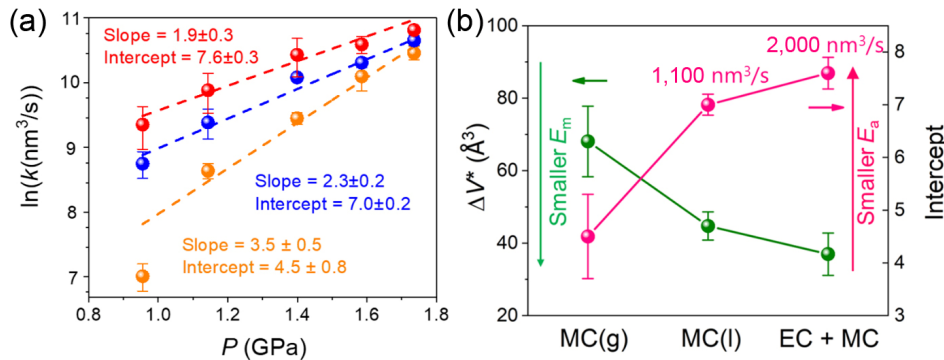 (a)
ln(k(nm³/s))
11
10
9
8
7
Slope = 1.9±0.3
Intercept = 7.6±0.3
Slope = 2.3±0.2
Intercept = 7.0±0.2
Slope = 3.5 ± 0.5
Intercept = 4.5 ± 0.8
0.8 1.0 1.2 1.4 1.6 1.8
P (GPa)
(b)
ΔV* (Å³)
100
80
60
40
20
Smaller Eₘ
1,100 nm³/s
2,000 nm³/s
Smaller Eₐ
8
7
6
5
4
3
Intercept
MC(g) MC(l) EC + MC